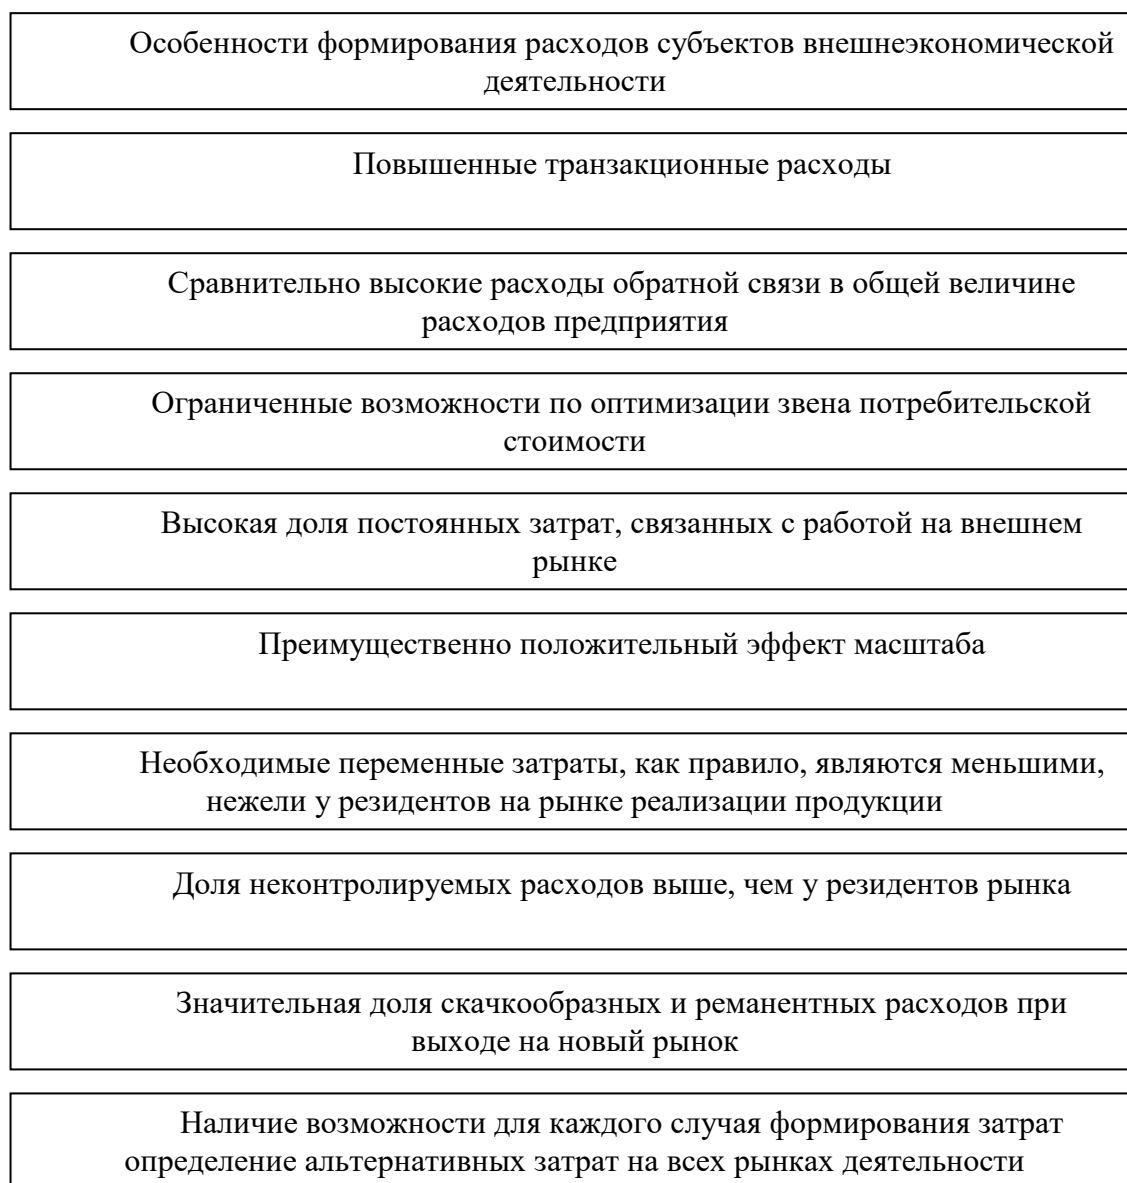 Особенности формирования расходов субъектов внешнеэкономической
деятельности
Повышенные транзакционные расходы
Сравнительно высокие расходы обратной связи в общей величине
расходов предприятия
Ограниченные возможности по оптимизации звена потребительской
стоимости
Высокая доля постоянных затрат, связанных с работой на внешнем
рынке
Преимущественно положительный эффект масштаба
Необходимые переменные затраты, как правило, являются меньшими,
нежели у резидентов на рынке реализации продукции
Доля неконтролируемых расходов выше, чем у резидентов рынка
Значительная доля скачкообразных и реманентных расходов при
выходе на новый рынок
Наличие возможности для каждого случая формирования затрат
определение альтернативных затрат на всех рынках деятельности